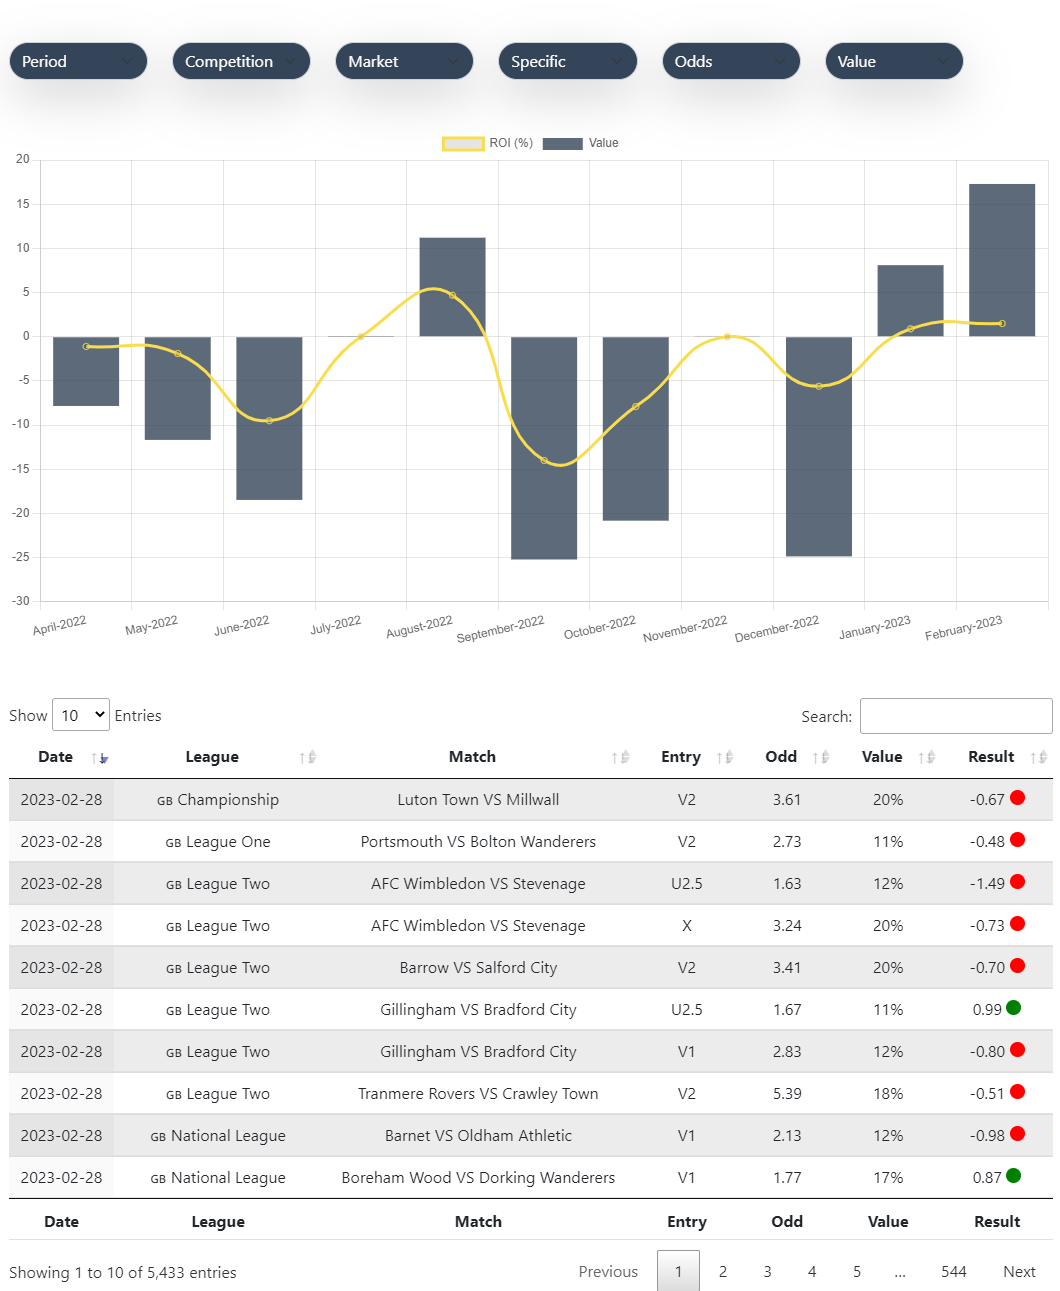 Period Competition Market Specific Odds Value
ROI (%) Value
20
15
10
5
0
-5
-10
-15
-20
-25
-30
April-2022 May-2022 June-2022 July-2022 August-2022 September-2022 October-2022 November-2022 December-2022 January-2023 February-2023
Show 10 Entries Search:
Date League Match Entry Odd Value Result
2023-02-28 GB Championship Luton Town VS Millwall V2 3.61 20% -0.67
2023-02-28 GB League One Portsmouth VS Bolton Wanderers V2 2.73 11% -0.48
2023-02-28 GB League Two AFC Wimbledon VS Stevenage U2.5 1.63 12% -1.49
2023-02-28 GB League Two AFC Wimbledon VS Stevenage X 3.24 20% -0.73
2023-02-28 GB League Two Barrow VS Salford City V2 3.41 20% -0.70
2023-02-28 GB League Two Gillingham VS Bradford City U2.5 1.67 11% 0.99
2023-02-28 GB League Two Gillingham VS Bradford City V1 2.83 12% -0.80
2023-02-28 GB League Two Tranmere Rovers VS Crawley Town V2 5.39 18% -0.51
2023-02-28 GB National League Barnet VS Oldham Athletic V1 2.13 12% -0.98
2023-02-28 GB National League Boreham Wood VS Dorking Wanderers V1 1.77 17% 0.87
Date League Match Entry Odd Value Result
Showing 1 to 10 of 5,433 entries Previous 1 2 3 4 5 ... 544 Next